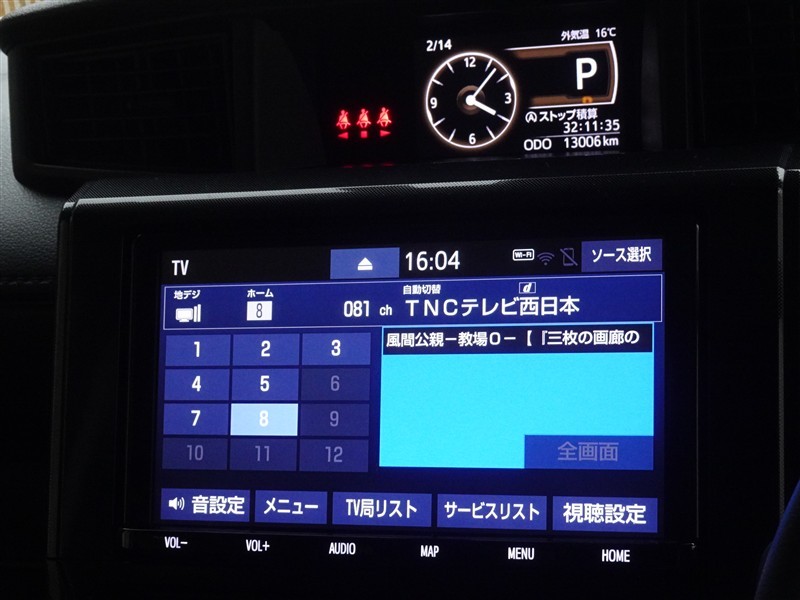 2/14
外気温 16℃
12
3
6
9
P
ストップ積算
32:11:35
ODO 13006 km
TV
16:04
Wi-Fi
ソース選択
地デジ
ホーム
8
自動切替
d
081 ch TNCテレビ西日本
風間公親－教場０－【『三枚の画廊の
1 2 3
4 5 6
7 8 9
10 11 12
全画面
音設定 メニュー TV局リスト サービスリスト 視聴設定
VOL- VOL+ AUDIO MAP MENU HOME